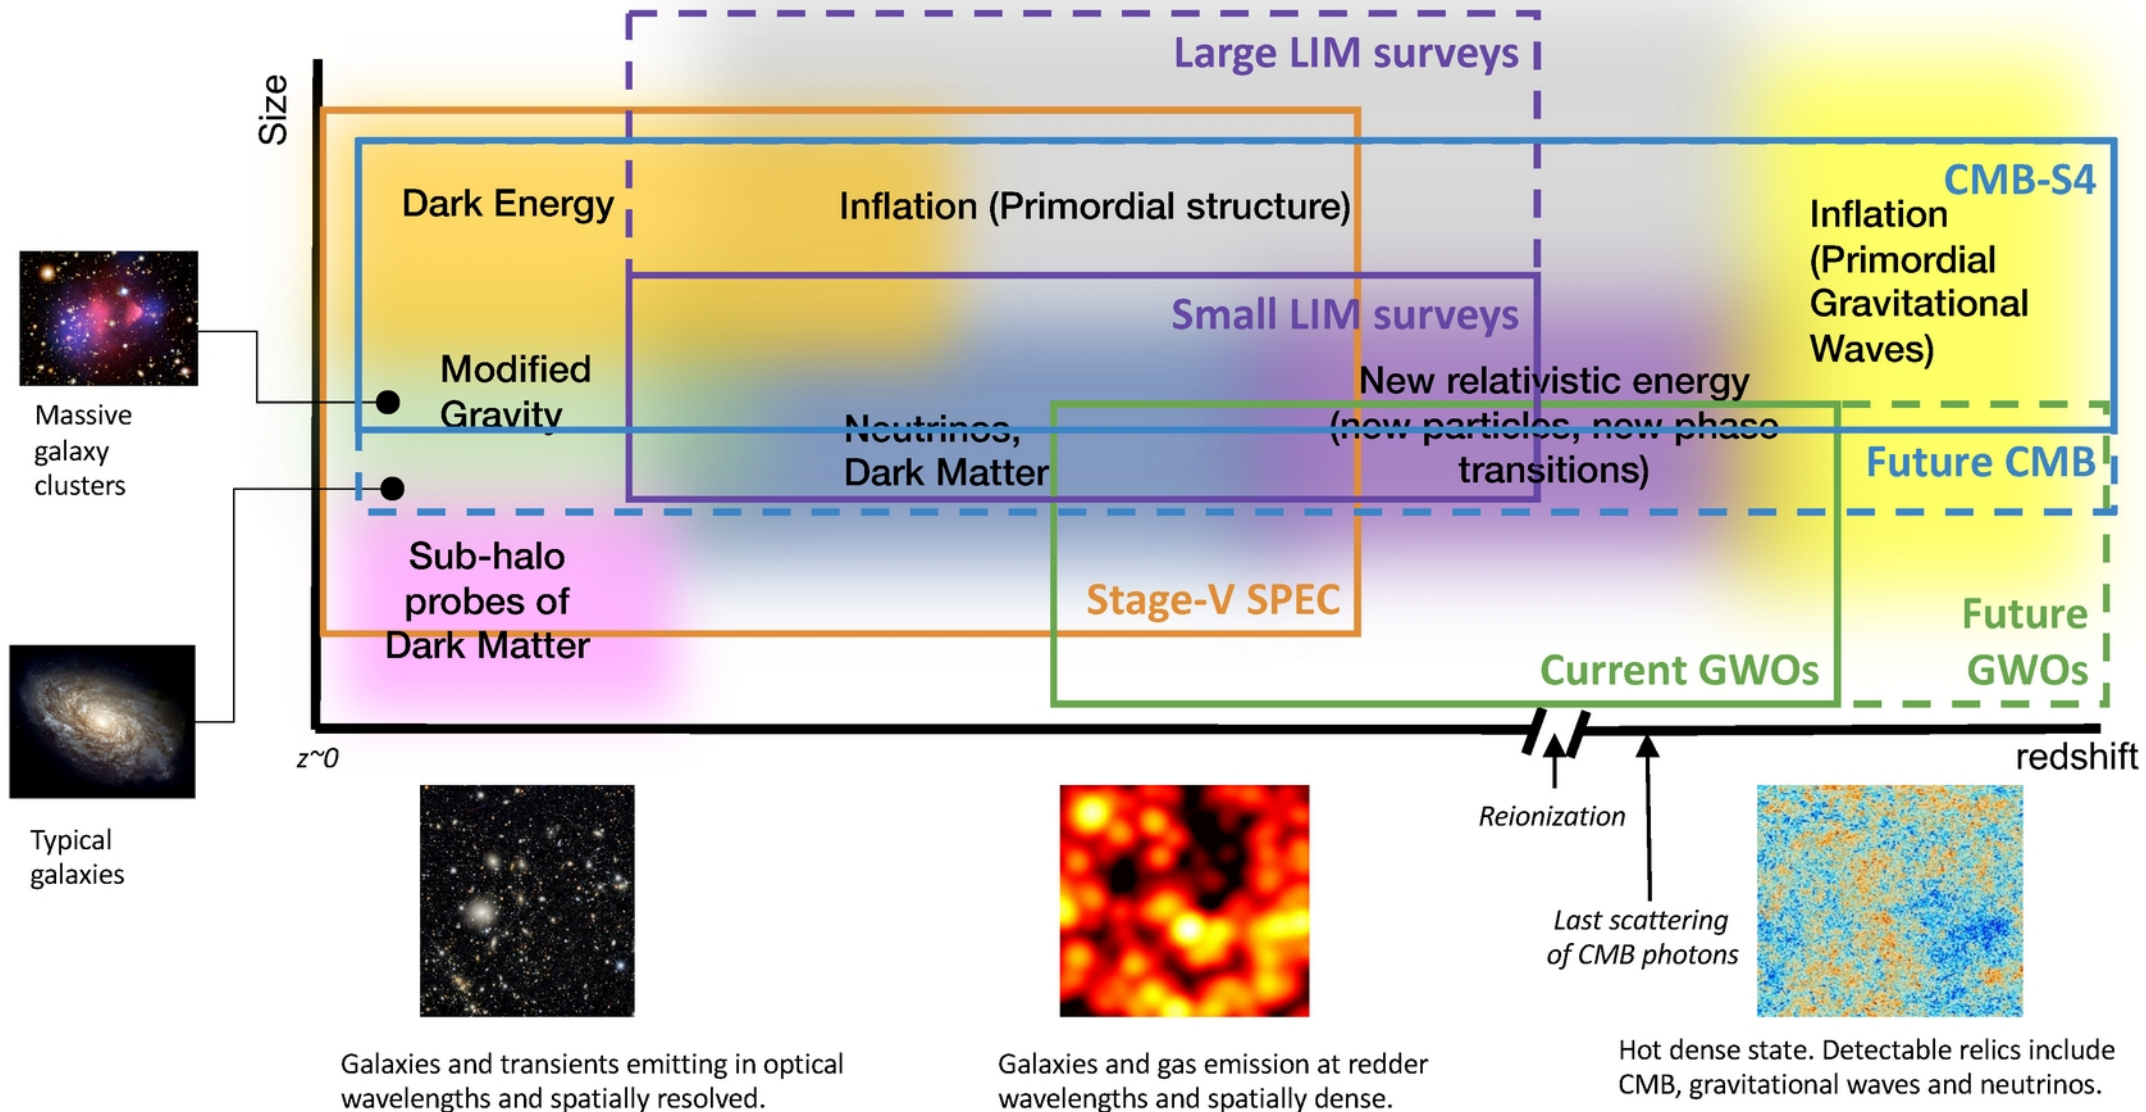 Size
Large LIM surveys
CMB-S4
Dark Energy
Inflation (Primordial structure)
Inflation
(Primordial
Gravitational
Waves)
Small LIM surveys
Modified
Gravity
New relativistic energy
(new particles, new phase
transitions)
Neutrinos,
Dark Matter
Future CMB
Massive
galaxy
clusters
Sub-halo
probes of
Dark Matter
Stage-V SPEC
Future
GWOs
Current GWOs
z~0
redshift
Typical
galaxies
Reionization
Last scattering
of CMB photons
Galaxies and transients emitting in optical
wavelengths and spatially resolved.
Galaxies and gas emission at redder
wavelengths and spatially dense.
Hot dense state. Detectable relics include
CMB, gravitational waves and neutrinos.